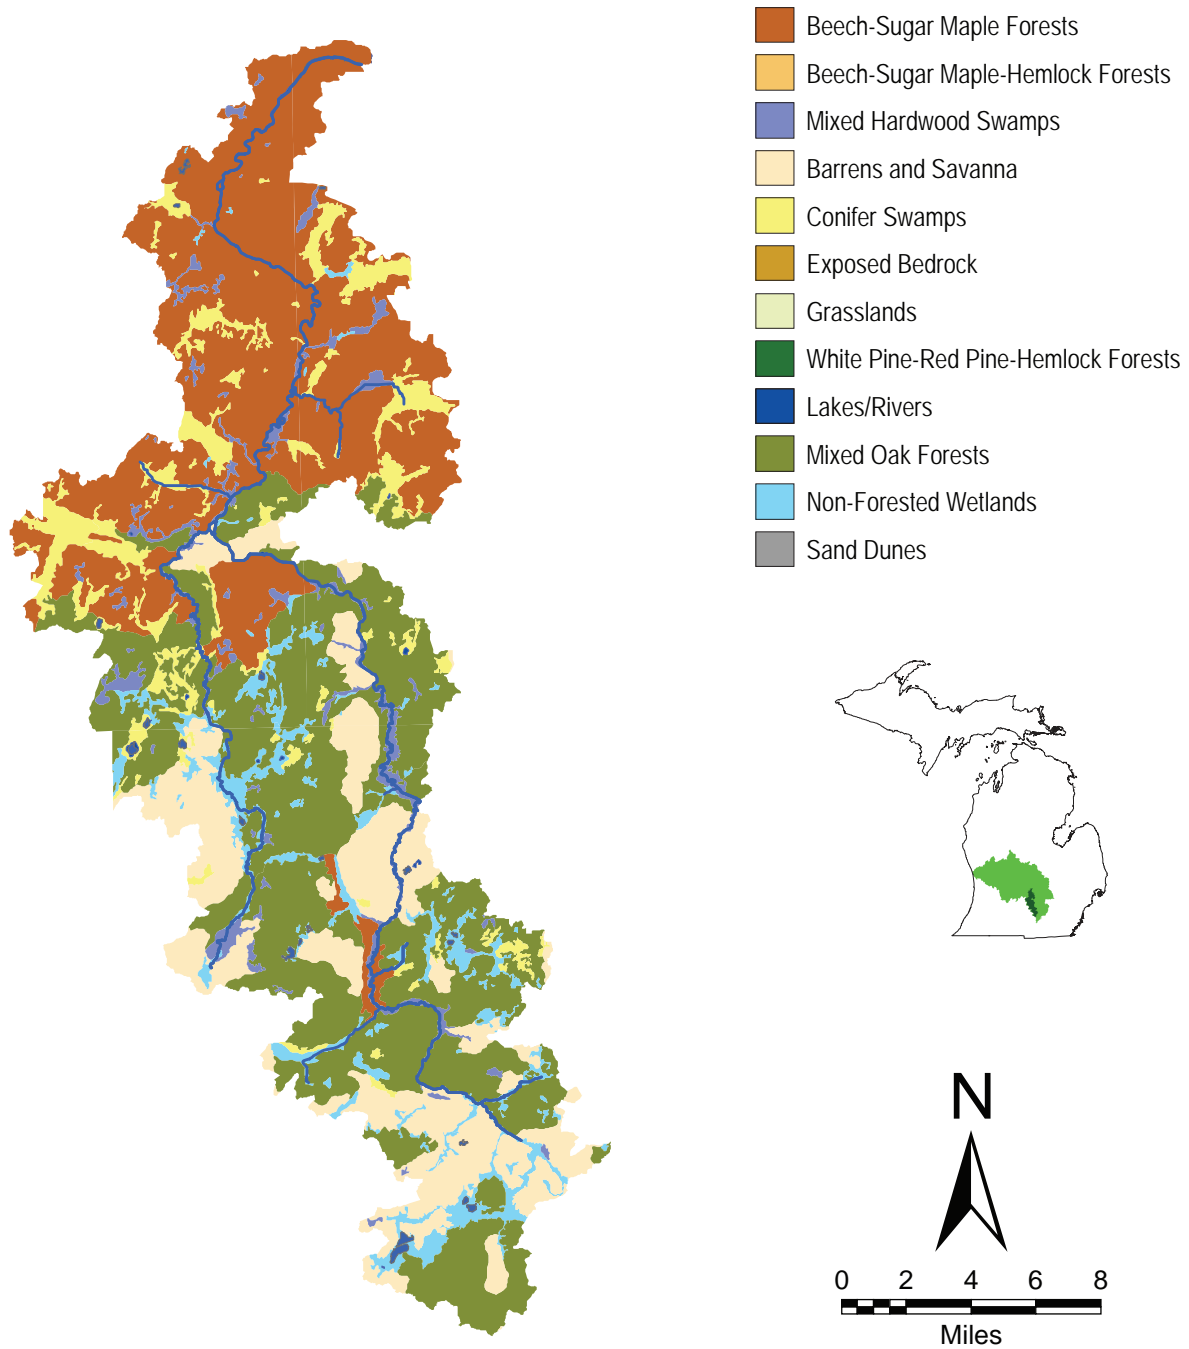 Beech-Sugar Maple Forests
Beech-Sugar Maple-Hemlock Forests
Mixed Hardwood Swamps
Barrens and Savanna
Conifer Swamps
Exposed Bedrock
Grasslands
White Pine-Red Pine-Hemlock Forests
Lakes/Rivers
Mixed Oak Forests
Non-Forested Wetlands
Sand Dunes
N
0 2 4 6 8
Miles